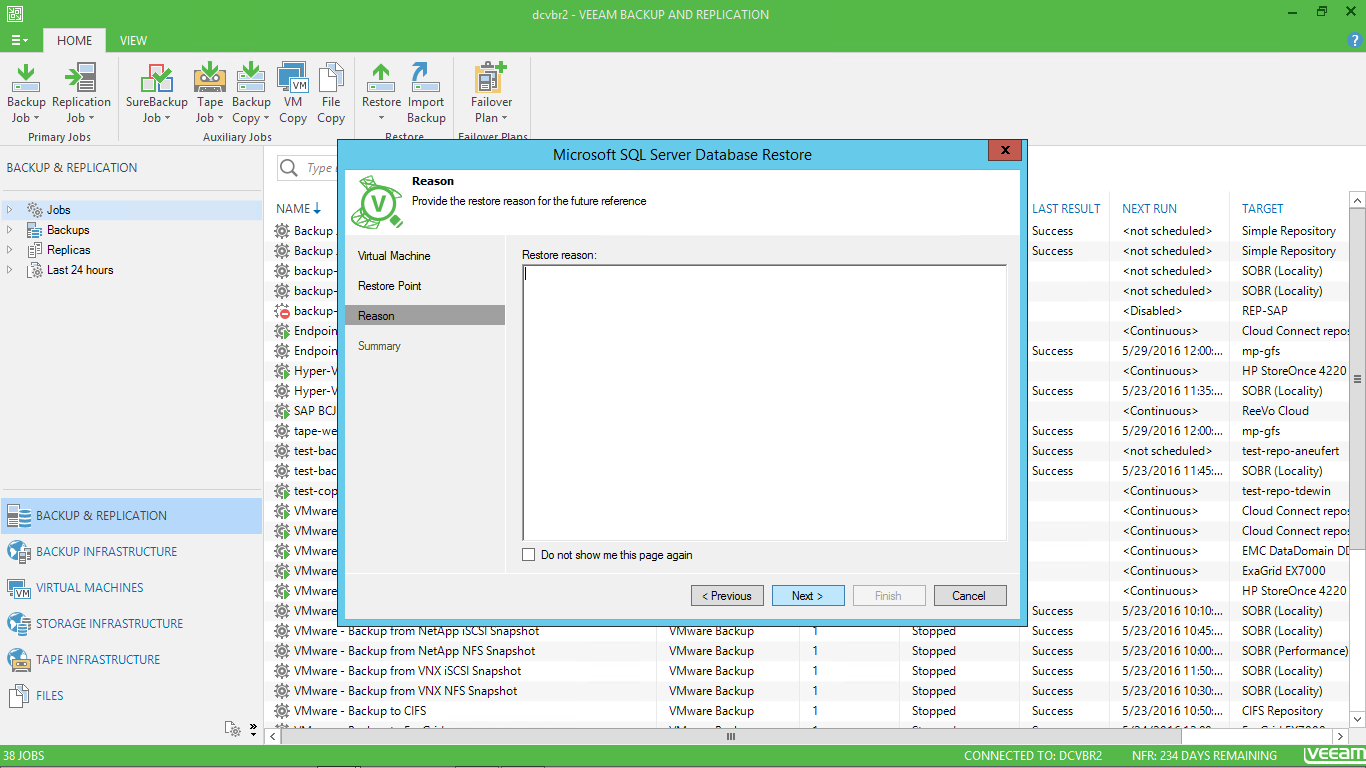 dcvbr2 - VEEAM BACKUP AND REPLICATION
HOME VIEW
Backup Job
Replication Job
SureBackup Job
Tape Job
Backup Copy
VM Copy
File Copy
Restore
Import Backup
Failover Plan
Primary Jobs
Auxiliary Jobs
Restore
Failover Plans
BACKUP & REPLICATION
Jobs
Backups
Replicas
Last 24 hours
BACKUP & REPLICATION
BACKUP INFRASTRUCTURE
VIRTUAL MACHINES
STORAGE INFRASTRUCTURE
TAPE INFRASTRUCTURE
FILES
Microsoft SQL Server Database Restore
X
Reason
Provide the restore reason for the future reference
Virtual Machine
Restore Point
Reason
Summary
Restore reason:
Do not show me this page again
< Previous
Next >
Finish
Cancel
Type
NAME LAST RESULT NEXT RUN TARGET
Backup Success <not scheduled> Simple Repository
Backup Success <not scheduled> Simple Repository
backup- <not scheduled> SOBR (Locality)
backup- <not scheduled> SOBR (Locality)
backup- <Disabled> REP-SAP
Endpoin <Continuous> Cloud Connect repos
Endpoin Success 5/29/2016 12:00:... mp-gfs
Hyper-V <Continuous> HP StoreOnce 4220
Hyper-V Success 5/23/2016 11:35:... SOBR (Locality)
SAP BCJ <Continuous> ReeVo Cloud
tape-we Success 5/29/2016 12:00:... mp-gfs
test-bac Success <not scheduled> test-repo-aneufert
test-bac Success 5/23/2016 11:45:... SOBR (Locality)
test-cop <Continuous> test-repo-tdewin
VMware <Continuous> Cloud Connect repos
VMware <Continuous> Cloud Connect repos
VMware <Continuous> EMC DataDomain DD
VMware <Continuous> ExaGrid EX7000
VMware <Continuous> HP StoreOnce 4220
VMware Success 5/23/2016 10:10:... SOBR (Locality)
VMware - Backup from NetApp iSCSI Snapshot VMware Backup 1 Stopped Success 5/23/2016 10:45:... SOBR (Locality)
VMware - Backup from NetApp NFS Snapshot VMware Backup 1 Stopped Success 5/23/2016 10:00:... SOBR (Performance)
VMware - Backup from VNX iSCSI Snapshot VMware Backup 1 Stopped Success 5/23/2016 11:50:... SOBR (Locality)
VMware - Backup from VNX NFS Snapshot VMware Backup 1 Stopped Success 5/23/2016 10:30:... SOBR (Locality)
VMware - Backup to CIFS VMware Backup 1 Stopped Success 5/23/2016 10:50:... CIFS Repository
38 JOBS CONNECTED TO: DCVBR2 NFR: 234 DAYS REMAINING veeam